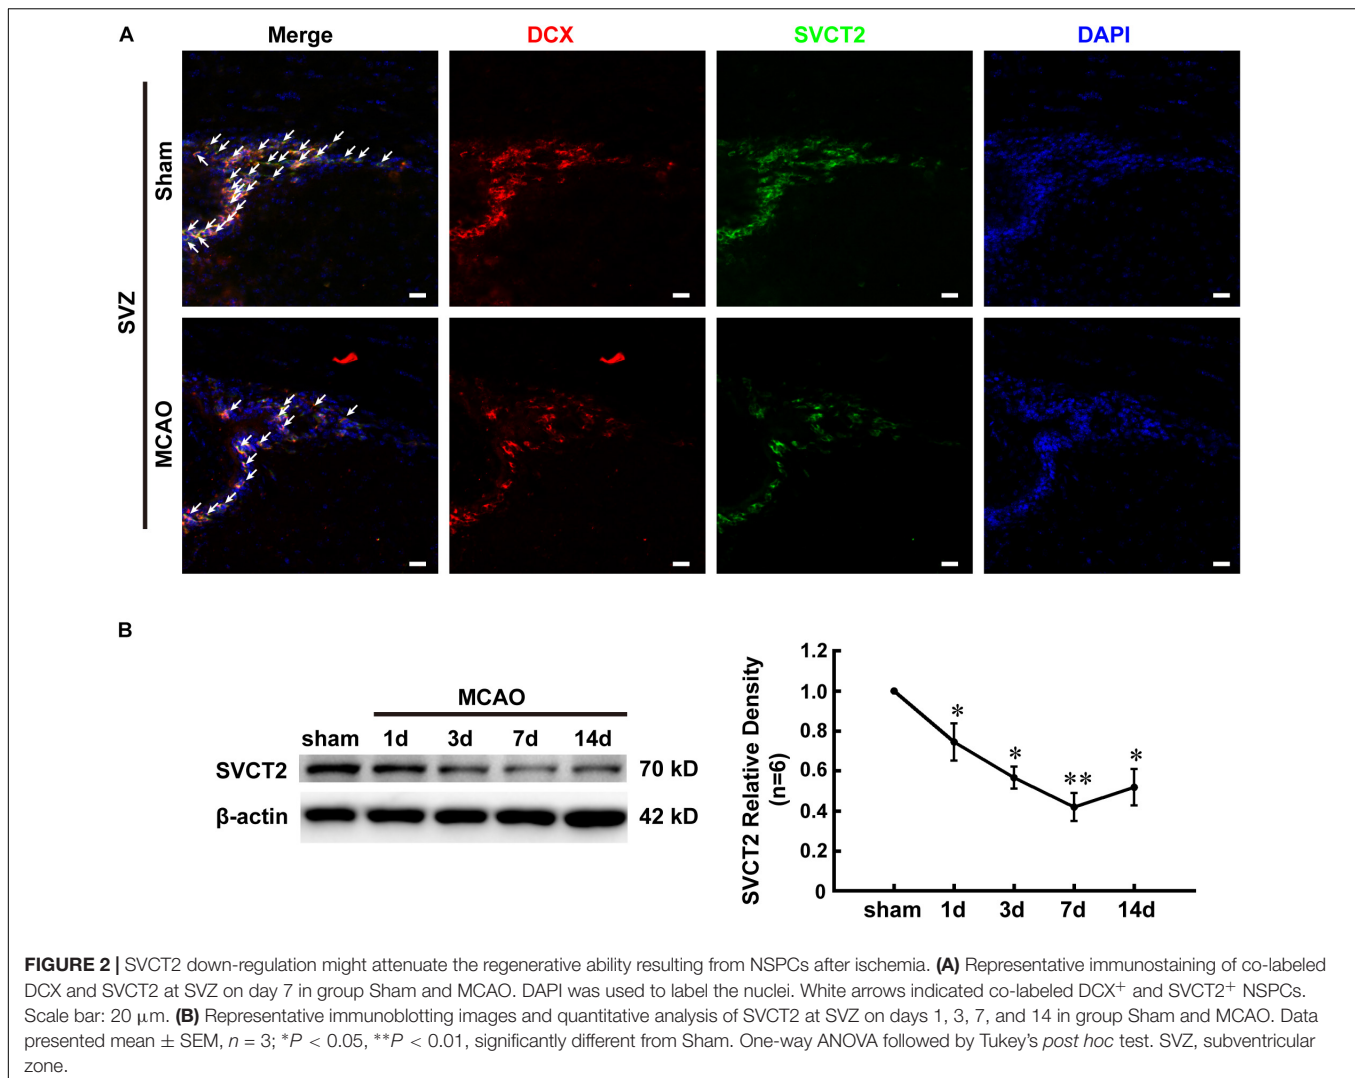 A
Merge DCX SVCT2 DAPI
SVZ
Sham
MCAO
B
MCAO
sham 1d 3d 7d 14d
SVCT2 70 kD
β-actin 42 kD
SVCT2 Relative Density
(n=6)
1.2
1.0
0.8
0.6
0.4
0.2
0
*
*
**
*
sham 1d 3d 7d 14d
FIGURE 2 | SVCT2 down-regulation might attenuate the regenerative ability resulting from NSPCs after ischemia. (A) Representative immunostaining of co-labeled
DCX and SVCT2 at SVZ on day 7 in group Sham and MCAO. DAPI was used to label the nuclei. White arrows indicated co-labeled DCX⁺ and SVCT2⁺ NSPCs.
Scale bar: 20 μm. (B) Representative immunoblotting images and quantitative analysis of SVCT2 at SVZ on days 1, 3, 7, and 14 in group Sham and MCAO. Data
presented mean ± SEM, n = 3; *P < 0.05, **P < 0.01, significantly different from Sham. One-way ANOVA followed by Tukey's post hoc test. SVZ, subventricular
zone.